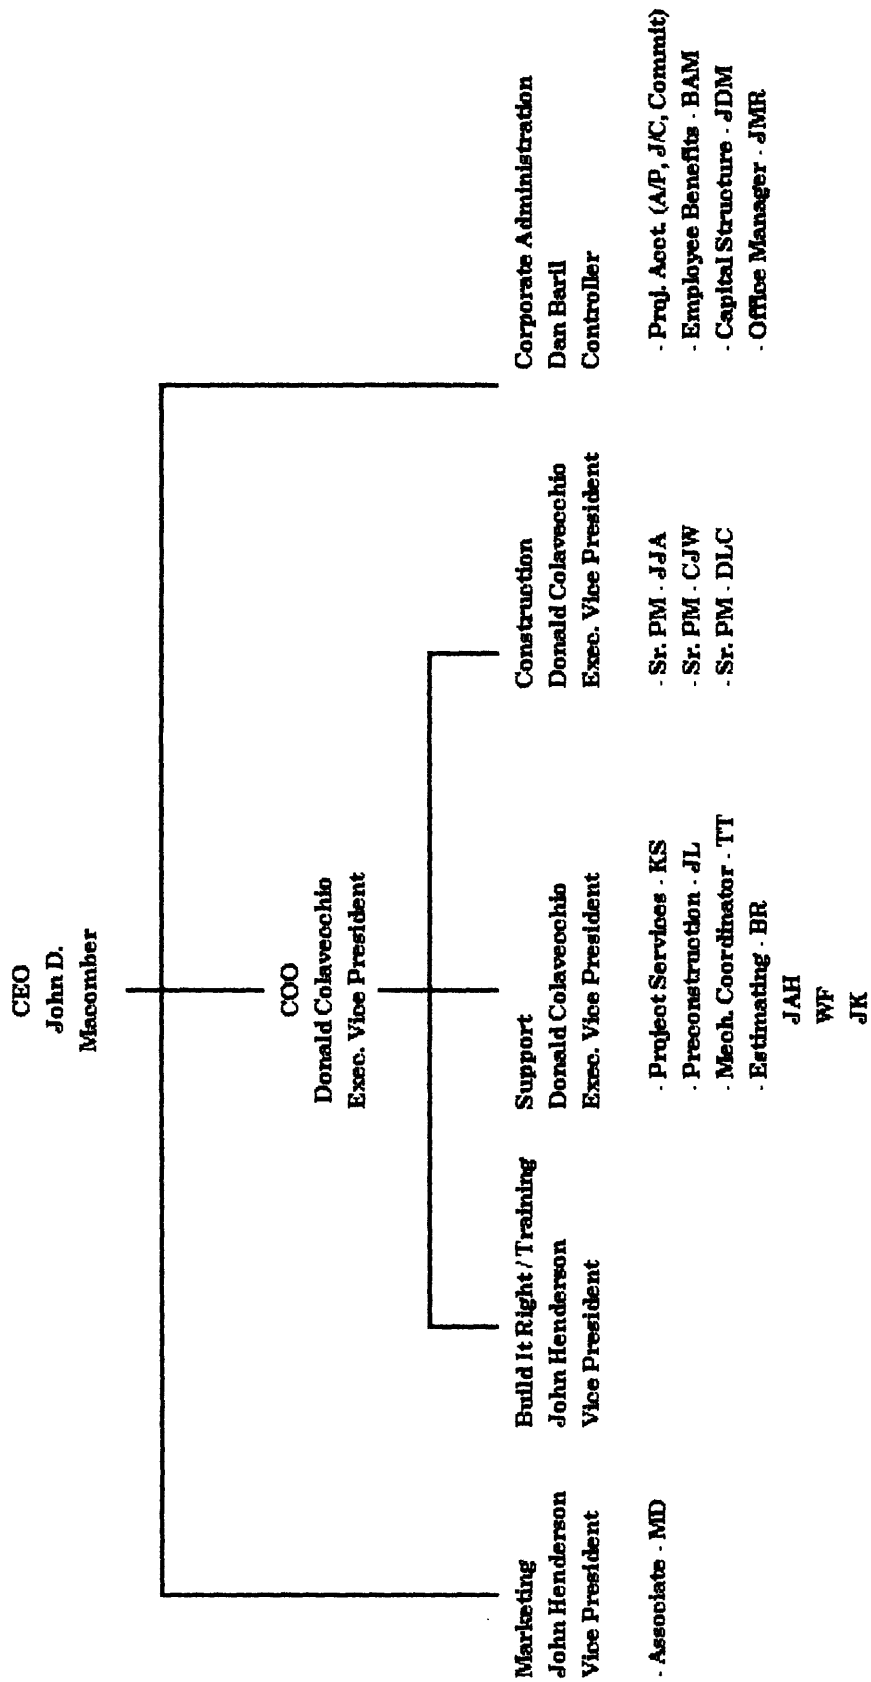 CEO
John D.
Macomber
COO
Donald Colavecchio
Exec. Vice President
Marketing
John Henderson
Vice President
- Associate - MD
Build It Right / Training
John Henderson
Vice President
Support
Donald Colavecchio
Exec. Vice President
- Project Services - KS
- Preconstruction - JL
- Mech. Coordinator - TT
- Estimating - BR
JAH
WF
JK
Construction
Donald Colavecchio
Exec. Vice President
- Sr. PM - JJA
- Sr. PM - CJW
- Sr. PM - DLC
Corporate Administration
Dan Baril
Controller
- Proj. Acct. (A/P, J/C, Commit)
- Employee Benefits - BAM
- Capital Structure - JDM
- Office Manager - JMR